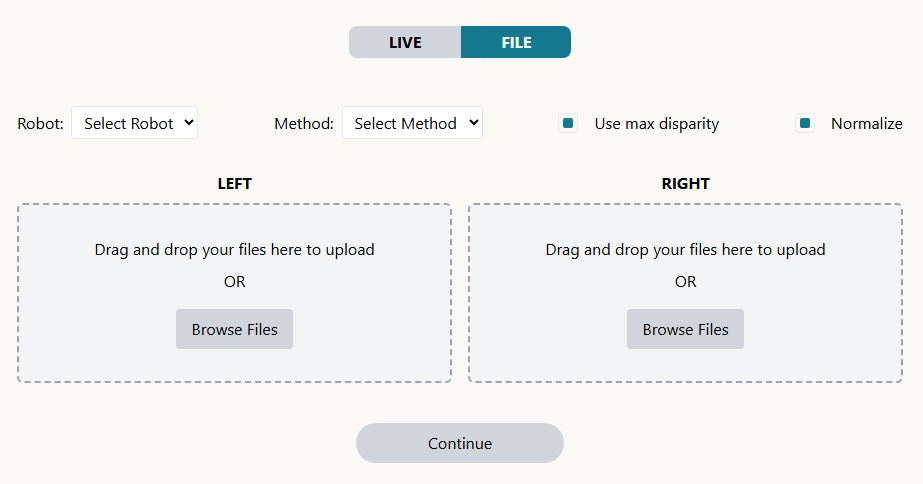 LIVE FILE
Robot: Select Robot Method: Select Method Use max disparity Normalize
LEFT RIGHT
Drag and drop your files here to upload Drag and drop your files here to upload
OR OR
Browse Files Browse Files
Continue